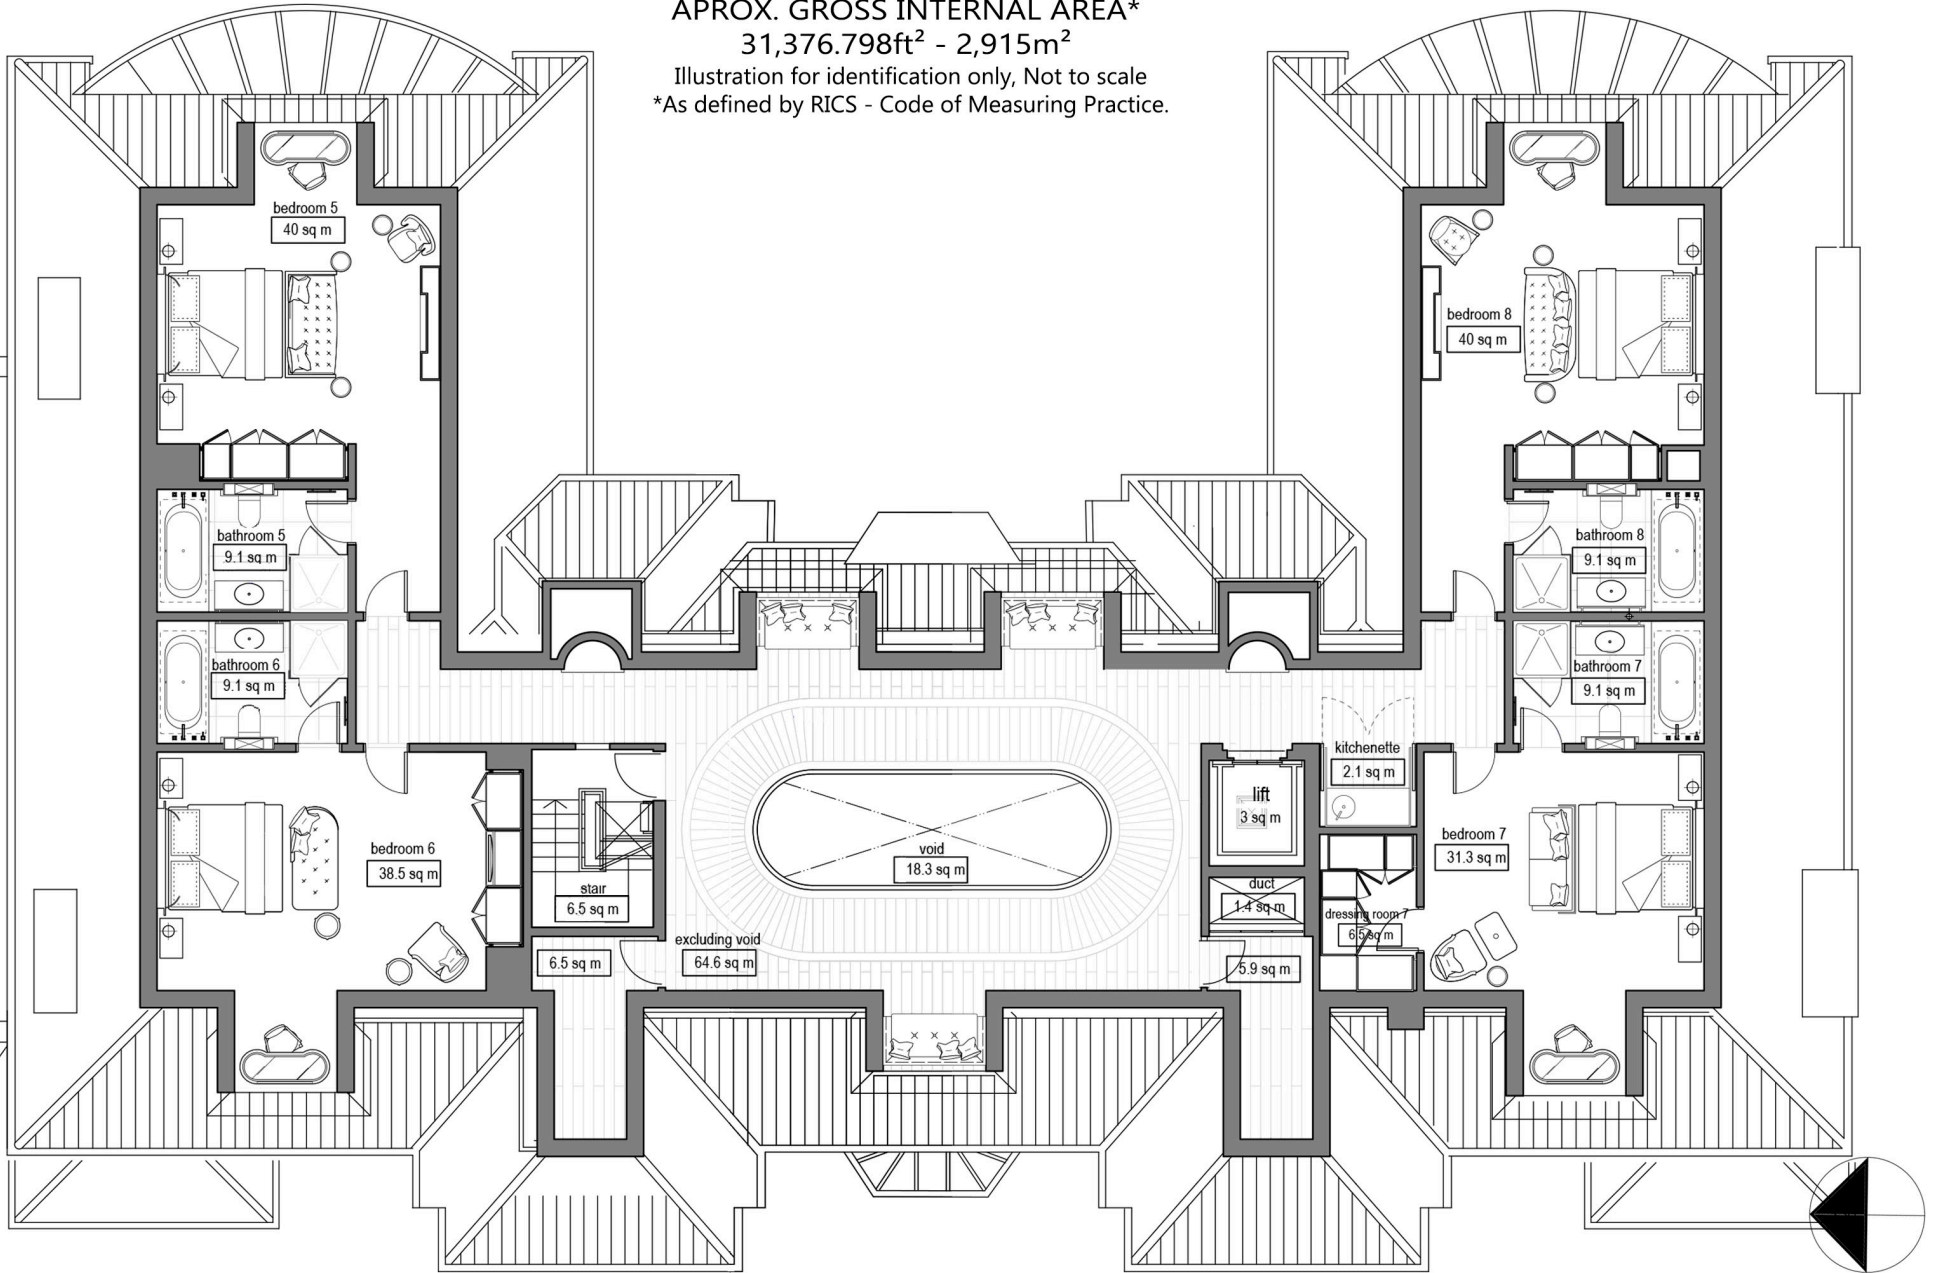 APROX. GROSS INTERNAL AREA*
31,376.798ft² - 2,915m²
Illustration for identification only, Not to scale
*As defined by RICS - Code of Measuring Practice.
bedroom 5
40 sq m
bedroom 8
40 sq m
bathroom 5
9.1 sq m
bathroom 8
9.1 sq m
bathroom 6
9.1 sq m
bathroom 7
9.1 sq m
kitchenette
2.1 sq m
lift
3 sq m
bedroom 6
38.5 sq m
void
18.3 sq m
bedroom 7
31.3 sq m
stair
6.5 sq m
duct
1.4 sq m
dressing room 7
6.5 sq m
excluding void
64.6 sq m
6.5 sq m
5.9 sq m